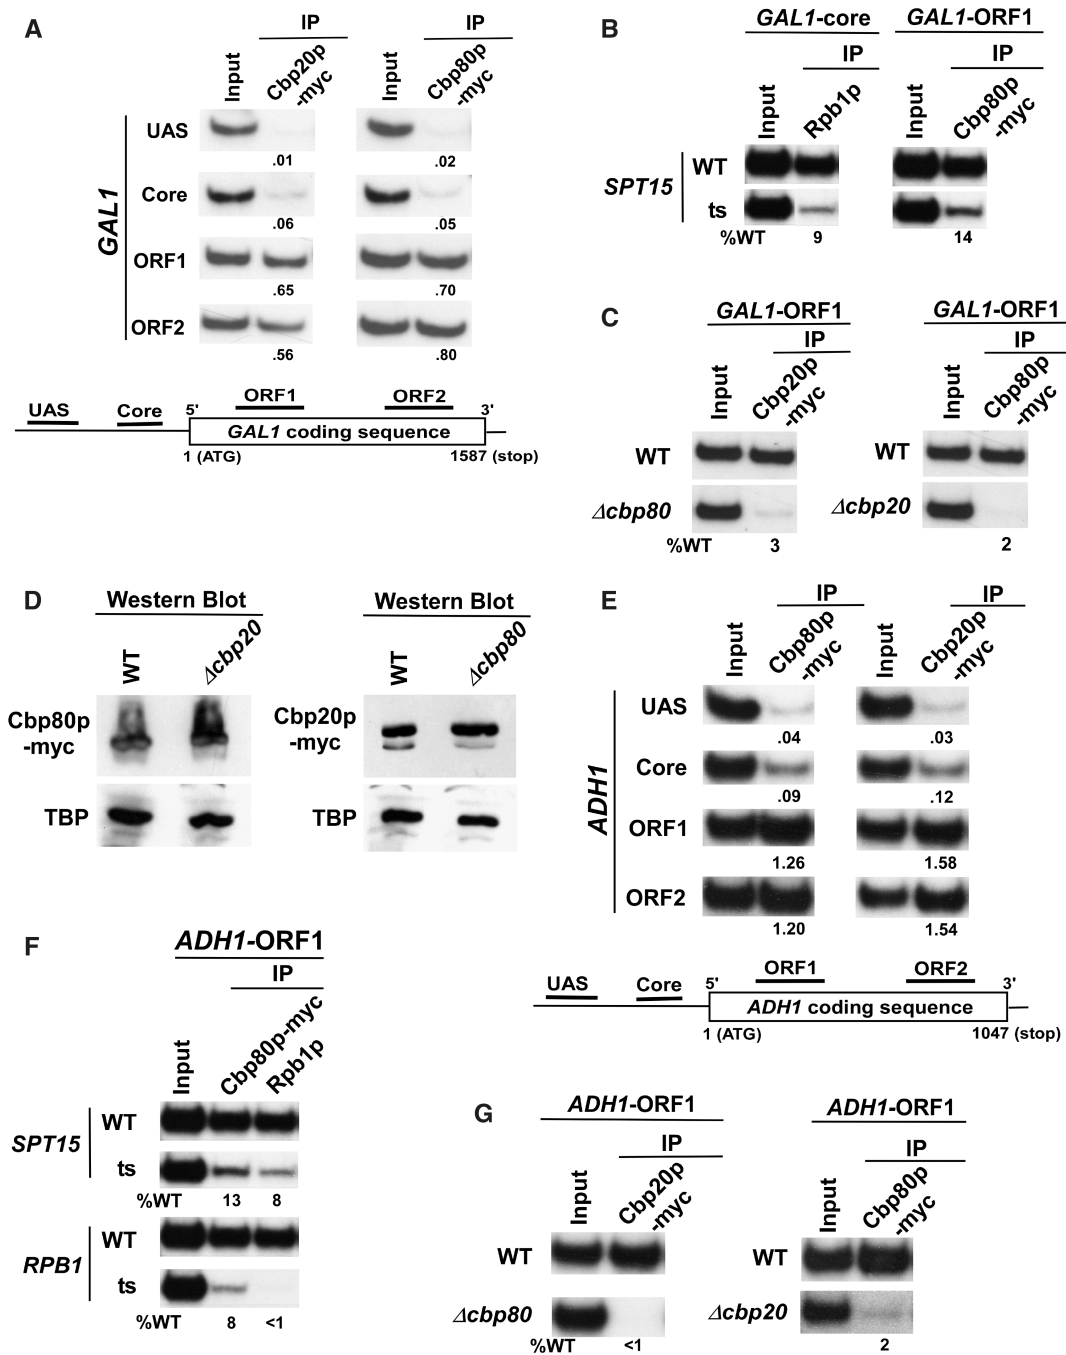 A
IP
Input
Cbp20p
-myc
IP
Input
Cbp80p
-myc
GAL1
UAS
.01
.02
Core
.06
.05
ORF1
.65
.70
ORF2
.56
.80
UAS
Core
5'
ORF1
ORF2
3'
GAL1 coding sequence
1 (ATG)
1587 (stop)
B
GAL1-core
IP
Input
Rpb1p
GAL1-ORF1
IP
Input
Cbp80p
-myc
SPT15
WT
ts
%WT
9
14
C
GAL1-ORF1
IP
Input
Cbp20p
-myc
WT
Δcbp80
%WT
3
GAL1-ORF1
IP
Input
Cbp80p
-myc
WT
Δcbp20
2
D
Western Blot
WT
Δcbp20
Cbp80p
-myc
TBP
Western Blot
WT
Δcbp80
Cbp20p
-myc
TBP
E
IP
Input
Cbp80p
-myc
IP
Input
Cbp20p
-myc
ADH1
UAS
.04
.03
Core
.09
.12
ORF1
1.26
1.58
ORF2
1.20
1.54
UAS
Core
5'
ORF1
ORF2
3'
ADH1 coding sequence
1 (ATG)
1047 (stop)
F
ADH1-ORF1
IP
Input
Cbp80p-myc
Rpb1p
SPT15
WT
ts
%WT
13
8
RPB1
WT
ts
%WT
8
<1
G
ADH1-ORF1
IP
Input
Cbp20p
-myc
WT
Δcbp80
%WT
<1
ADH1-ORF1
IP
Input
Cbp80p
-myc
WT
Δcbp20
2